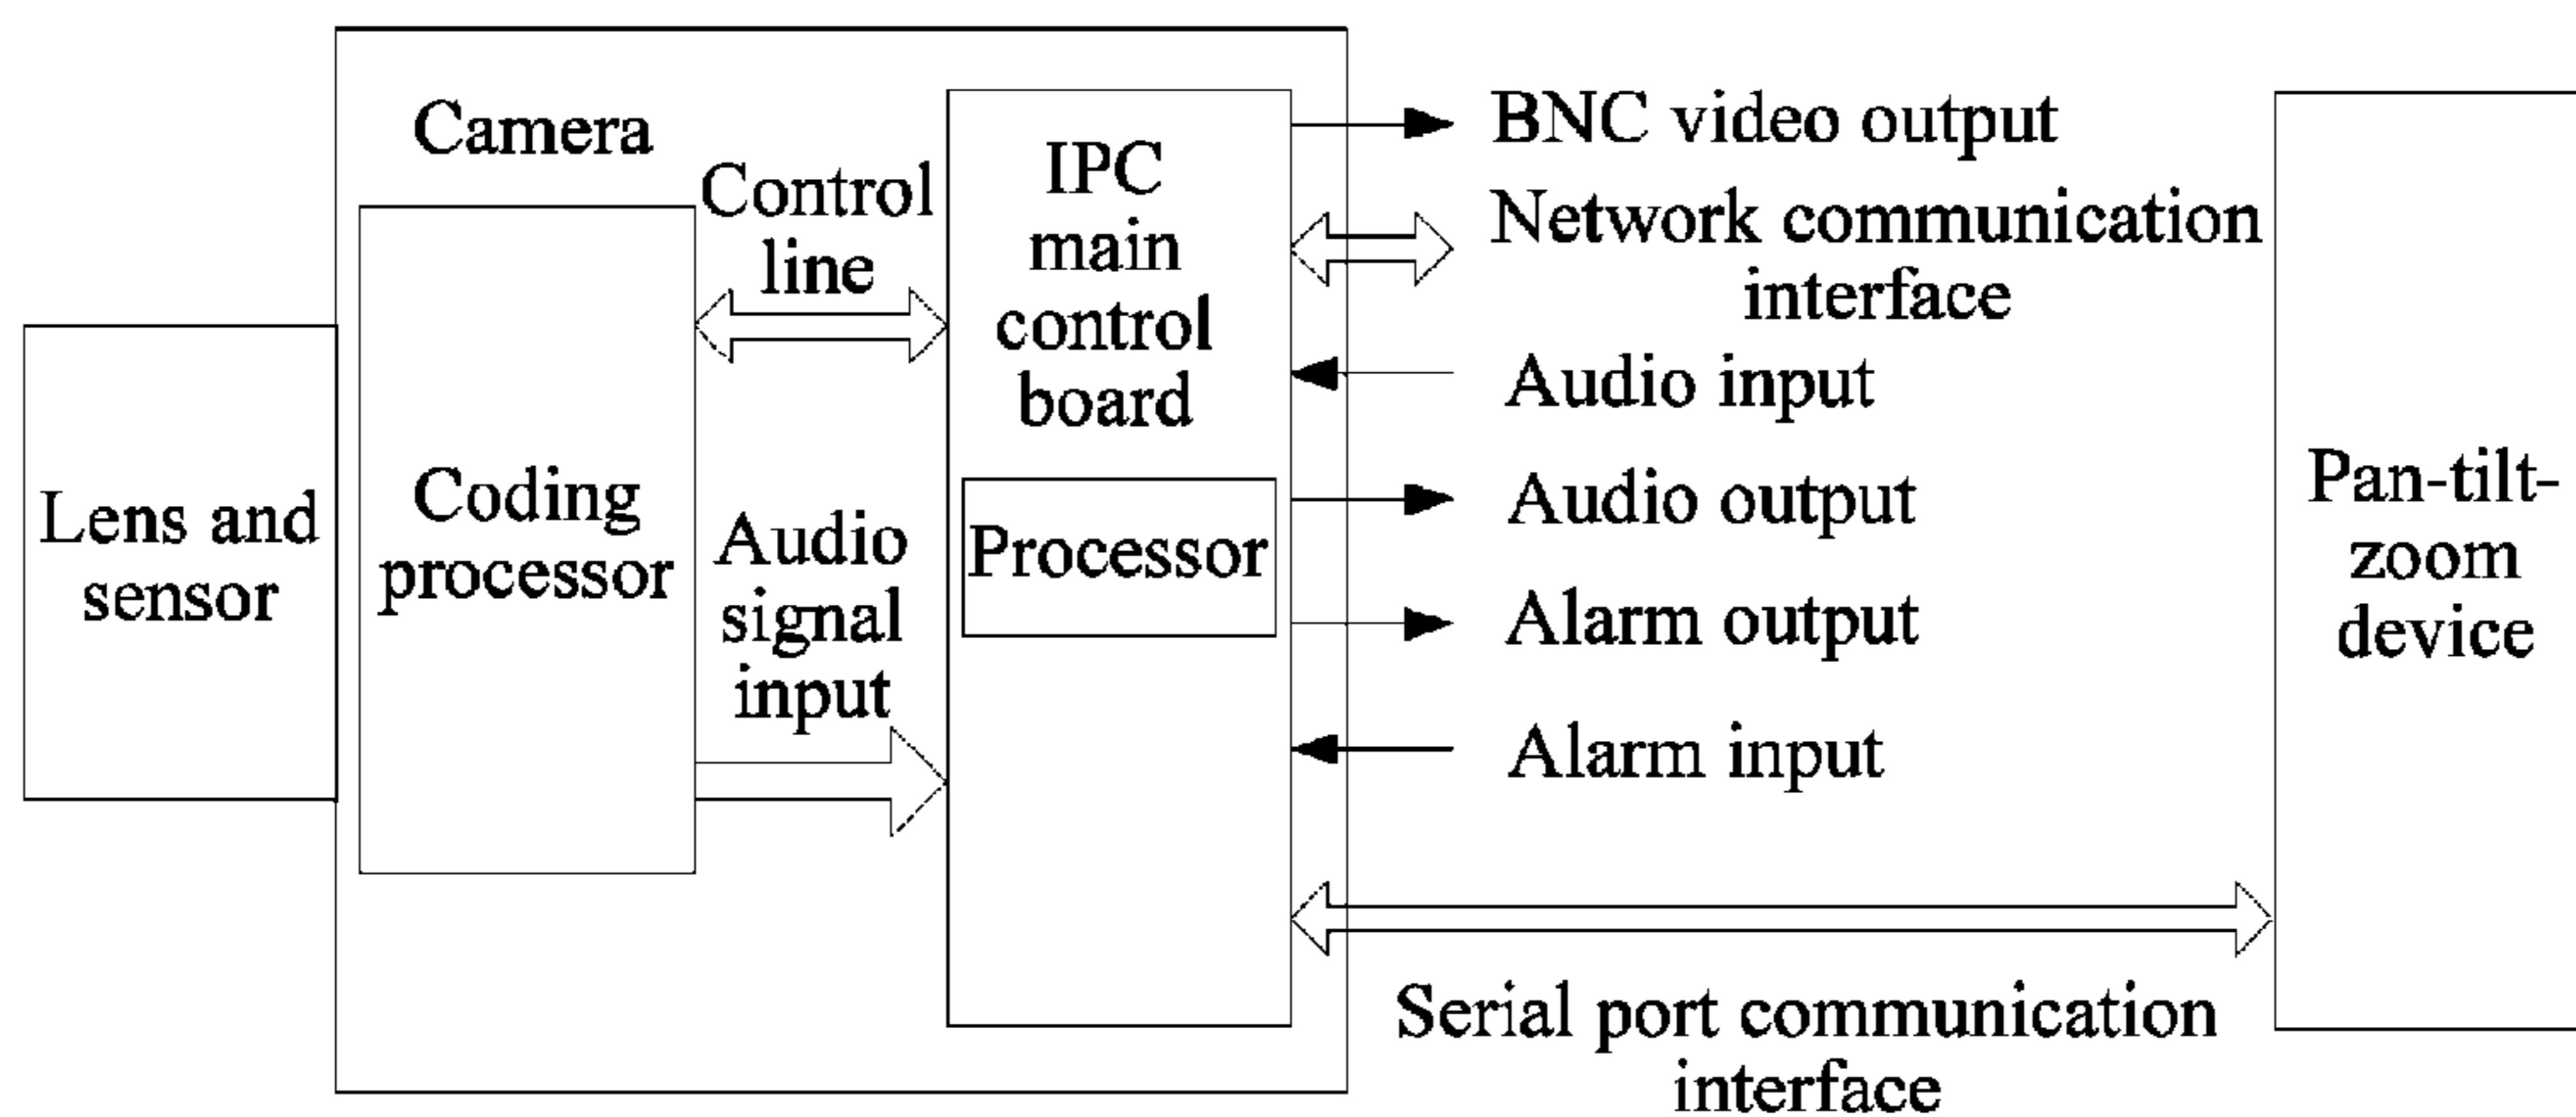 Camera
Lens and
sensor
Coding
processor
Control
line
Audio
signal
input
IPC
main
control
board
Processor
BNC video output
Network communication
interface
Audio input
Audio output
Alarm output
Alarm input
Serial port communication
interface
Pan-tilt-
zoom
device